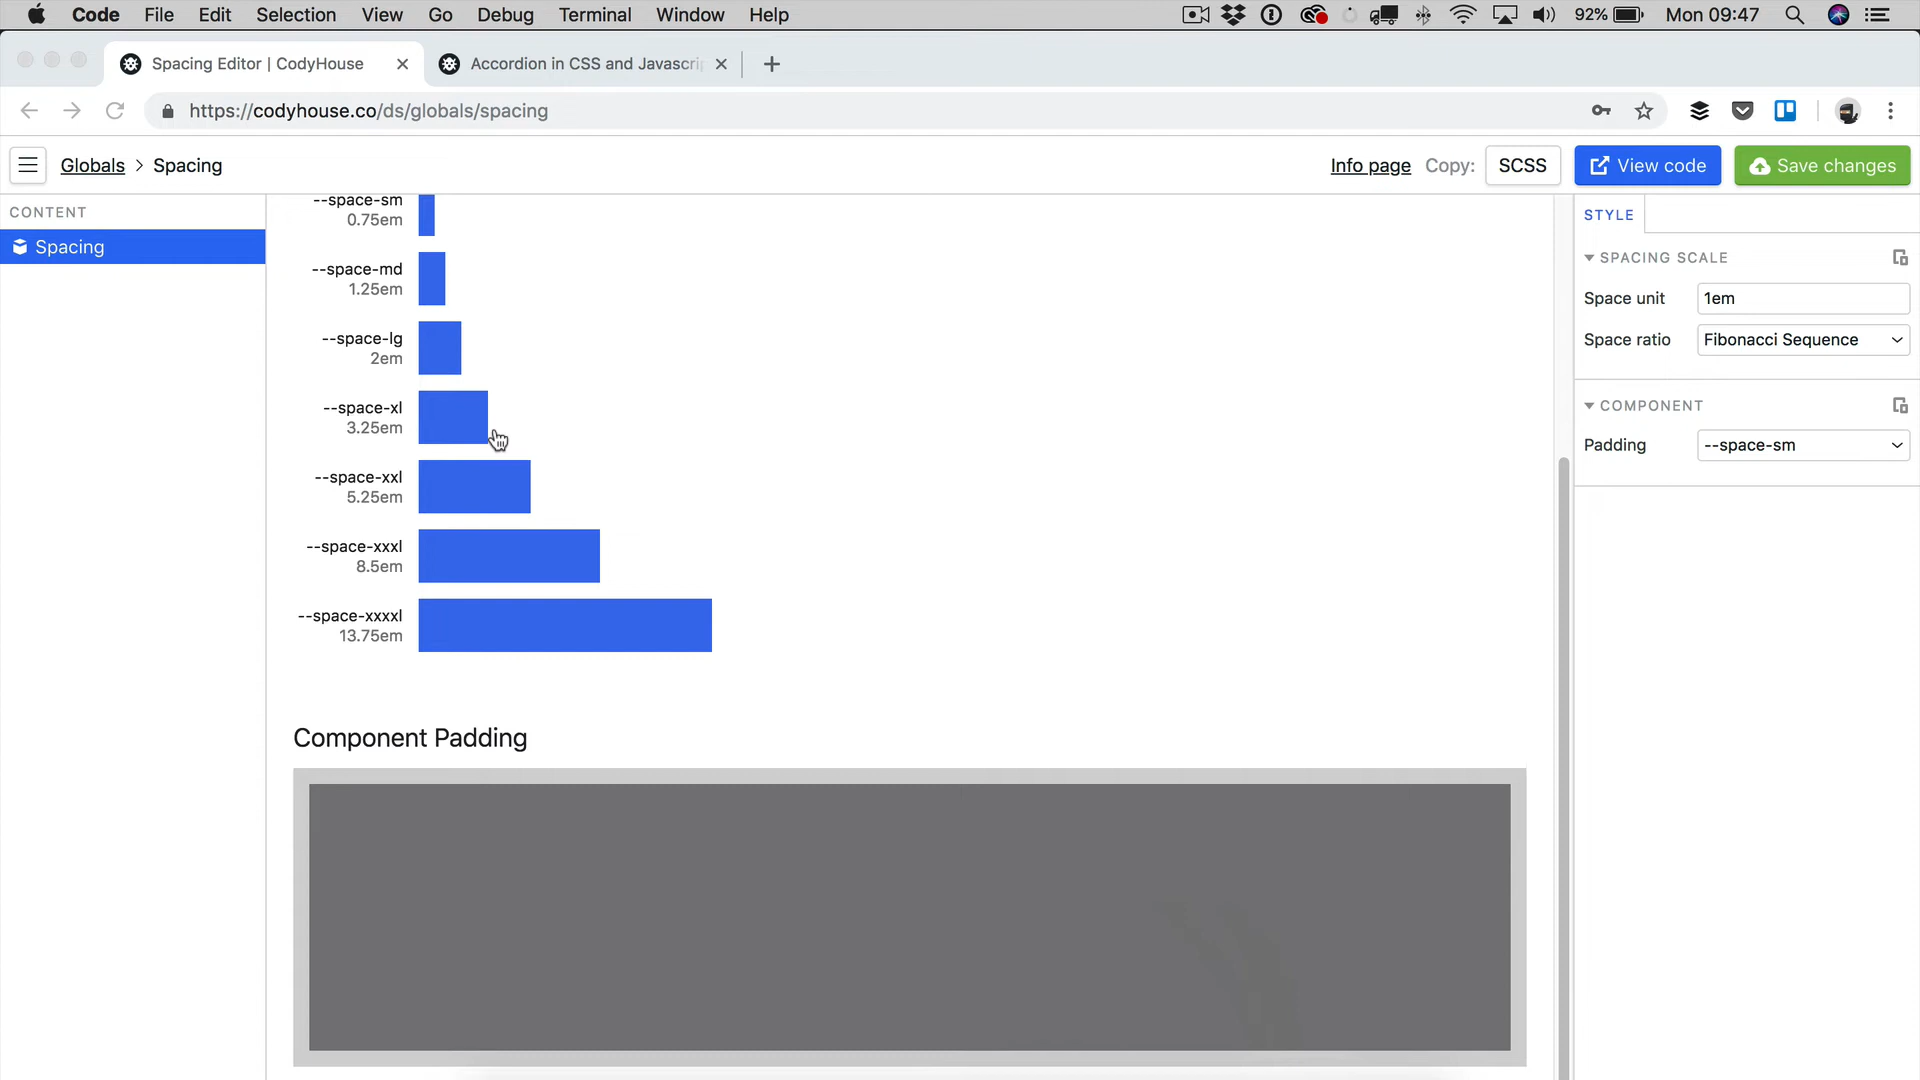 Code File Edit Selection View Go Debug Terminal Window Help 92% Mon 09:47
Spacing Editor | CodyHouse
Accordion in CSS and Javascrip
https://codyhouse.co/ds/globals/spacing
Globals > Spacing
Info page Copy: SCSS View code Save changes
CONTENT
Spacing
--space-sm
0.75em
--space-md
1.25em
--space-lg
2em
--space-xl
3.25em
--space-xxl
5.25em
--space-xxxl
8.5em
--space-xxxxl
13.75em
Component Padding
STYLE
SPACING SCALE
Space unit 1em
Space ratio Fibonacci Sequence
COMPONENT
Padding --space-sm